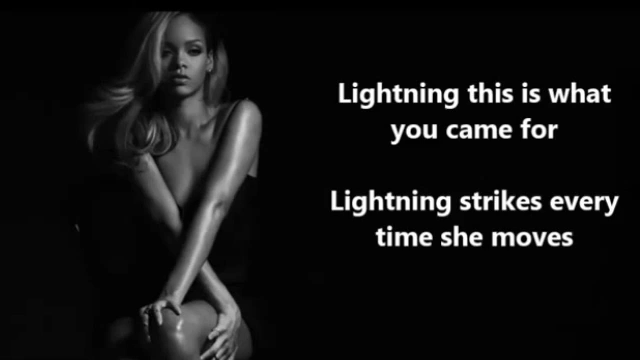 Lightning this is what
you came for
Lightning strikes every
time she moves